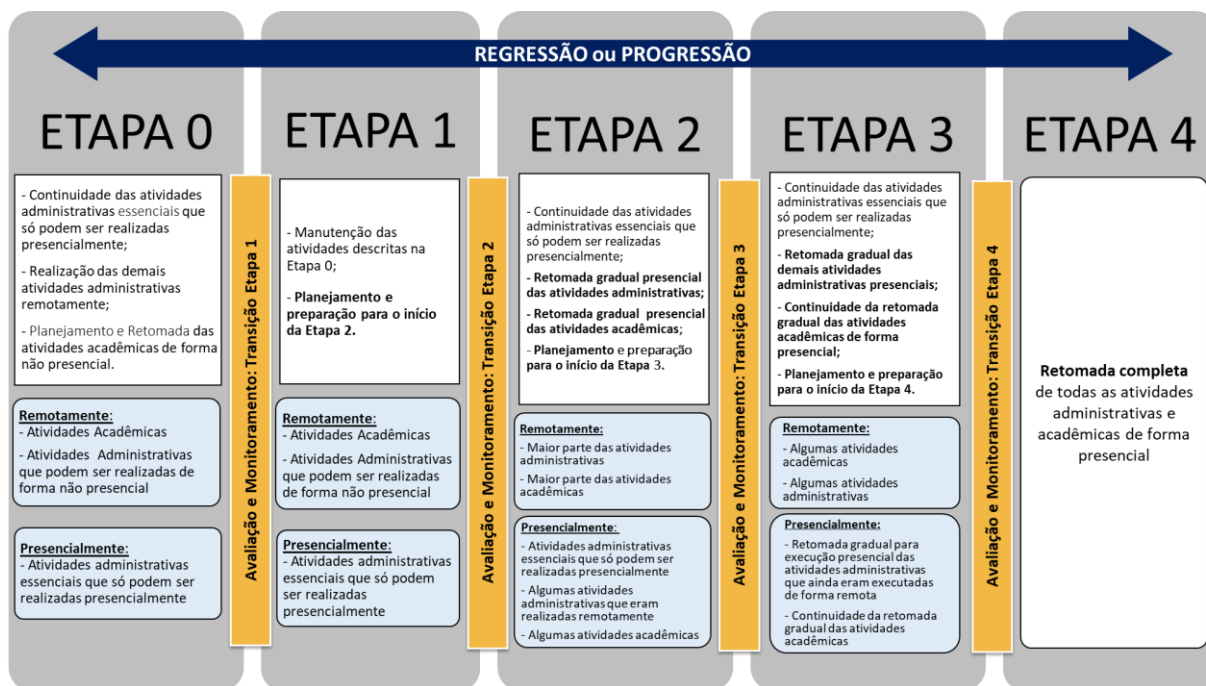 REGRESSÃO ou PROGRESSÃO
ETAPA 0
- Continuidade das atividades
administrativas essenciais que
só podem ser realizadas
presencialmente;
- Realização das demais
atividades administrativas
remotamente;
- Planejamento e Retomada das
atividades acadêmicas de forma
não presencial.
Remotamente:
- Atividades Acadêmicas
- Atividades Administrativas
que podem ser realizadas de
forma não presencial
Presencialmente:
- Atividades administrativas
essenciais que só podem ser
realizadas presencialmente
Avaliação e Monitoramento: Transição Etapa 1
ETAPA 1
- Manutenção das
atividades descritas na
Etapa 0;
- Planejamento e
preparação para o início
da Etapa 2.
Remotamente:
- Atividades Acadêmicas
- Atividades Administrativas
que podem ser realizadas
de forma não presencial
Presencialmente:
- Atividades administrativas
essenciais que só podem
ser realizadas
presencialmente
Avaliação e Monitoramento: Transição Etapa 2
ETAPA 2
- Continuidade das atividades
administrativas essenciais que
só podem ser realizadas
presencialmente;
- Retomada gradual presencial
das atividades administrativas;
- Retomada gradual presencial
das atividades acadêmicas;
- Planejamento e preparação
para o início da Etapa 3.
Remotamente:
- Maior parte das atividades
administrativas
- Maior parte das atividades
acadêmicas
Presencialmente:
- Atividades administrativas
essenciais que só podem ser
realizadas presencialmente
- Algumas atividades
administrativas que eram
realizadas remotamente
- Algumas atividades acadêmicas
Avaliação e Monitoramento: Transição Etapa 3
ETAPA 3
- Continuidade das atividades
administrativas essenciais que
só podem ser realizadas
presencialmente;
- Retomada gradual das
demais atividades
administrativas presenciais;
- Continuidade da retomada
gradual das atividades
acadêmicas de forma
presencial;
- Planejamento e preparação
para o início da Etapa 4.
Remotamente:
- Algumas atividades
acadêmicas
- Algumas atividades
administrativas
Presencialmente:
- Retomada gradual para
execução presencial das
atividades administrativas
que ainda eram executadas
de forma remota
- Continuidade da retomada
gradual das atividades
acadêmicas
Avaliação e Monitoramento: Transição Etapa 4
ETAPA 4
Retomada completa
de todas as atividades
administrativas e
acadêmicas de forma
presencial